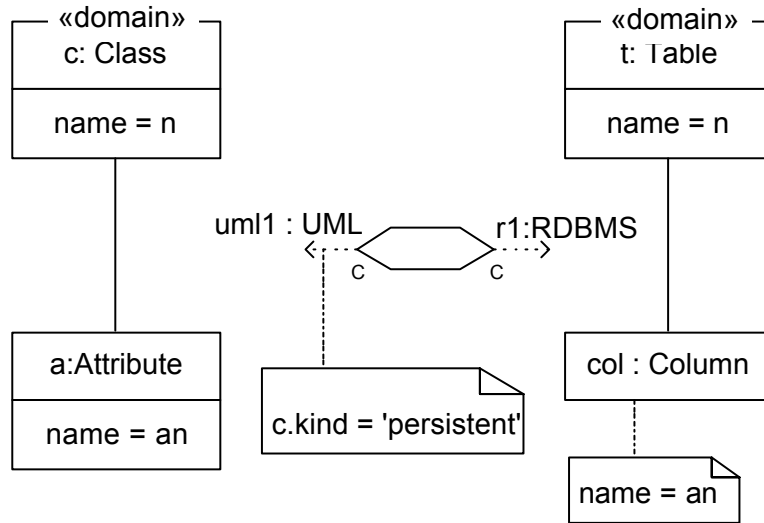 «domain»
c: Class
name = n
«domain»
t: Table
name = n
uml1 : UML
r1:RDBMS
C
C
a:Attribute
name = an
c.kind = 'persistent'
col : Column
name = an